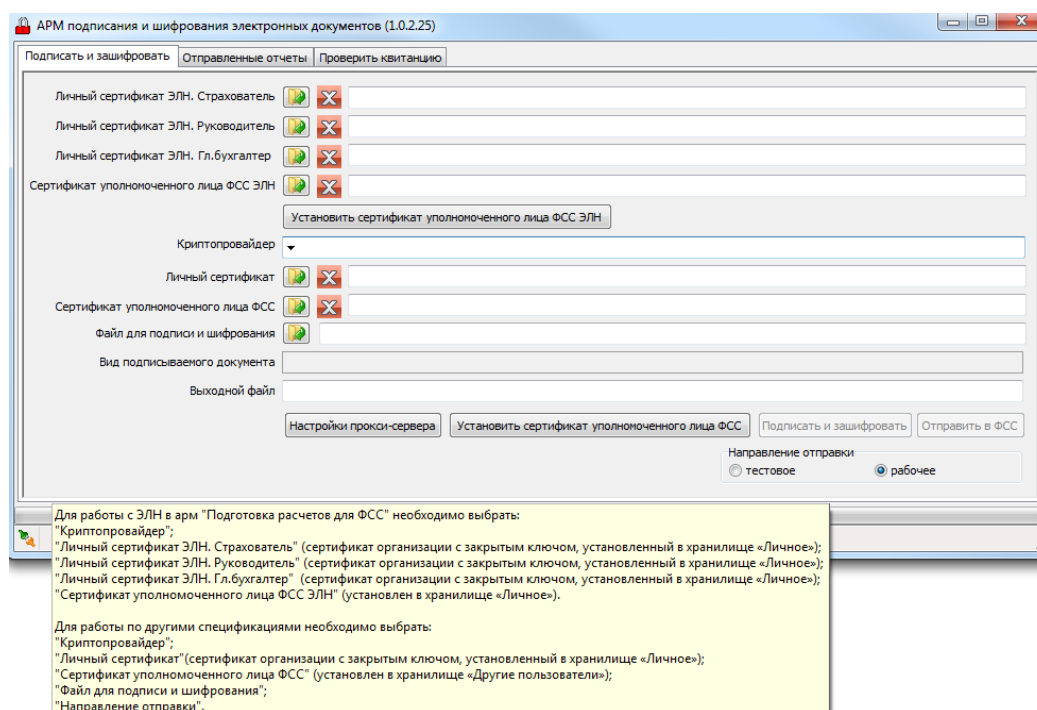 АРМ подписания и шифрования электронных документов (1.0.2.25)
Подписать и зашифровать Отправленные отчеты Проверить квитанцию
Личный сертификат ЭЛН. Страхователь
Личный сертификат ЭЛН. Руководитель
Личный сертификат ЭЛН. Гл.бухгалтер
Сертификат уполномоченного лица ФСС ЭЛН
Установить сертификат уполномоченного лица ФСС ЭЛН
Криптопровайдер
Личный сертификат
Сертификат уполномоченного лица ФСС
Файл для подписи и шифрования
Вид подписываемого документа
Выходной файл
Настройки прокси-сервера Установить сертификат уполномоченного лица ФСС Подписать и зашифровать Отправить в ФСС
Направление отправки
тестовое рабочее
Для работы с ЭЛН в арм "Подготовка расчетов для ФСС" необходимо выбрать:
"Криптопровайдер";
"Личный сертификат ЭЛН. Страхователь" (сертификат организации с закрытым ключом, установленный в хранилище «Личное»);
"Личный сертификат ЭЛН. Руководитель" (сертификат организации с закрытым ключом, установленный в хранилище «Личное»);
"Личный сертификат ЭЛН. Гл.бухгалтер" (сертификат организации с закрытым ключом, установленный в хранилище «Личное»);
"Сертификат уполномоченного лица ФСС ЭЛН" (установлен в хранилище «Личное»).
Для работы по другими спецификациями необходимо выбрать:
"Криптопровайдер";
"Личный сертификат"(сертификат организации с закрытым ключом, установленный в хранилище «Личное»);
"Сертификат уполномоченного лица ФСС" (установлен в хранилище «Другие пользователи»);
"Файл для подписи и шифрования";
"Направление отправки".